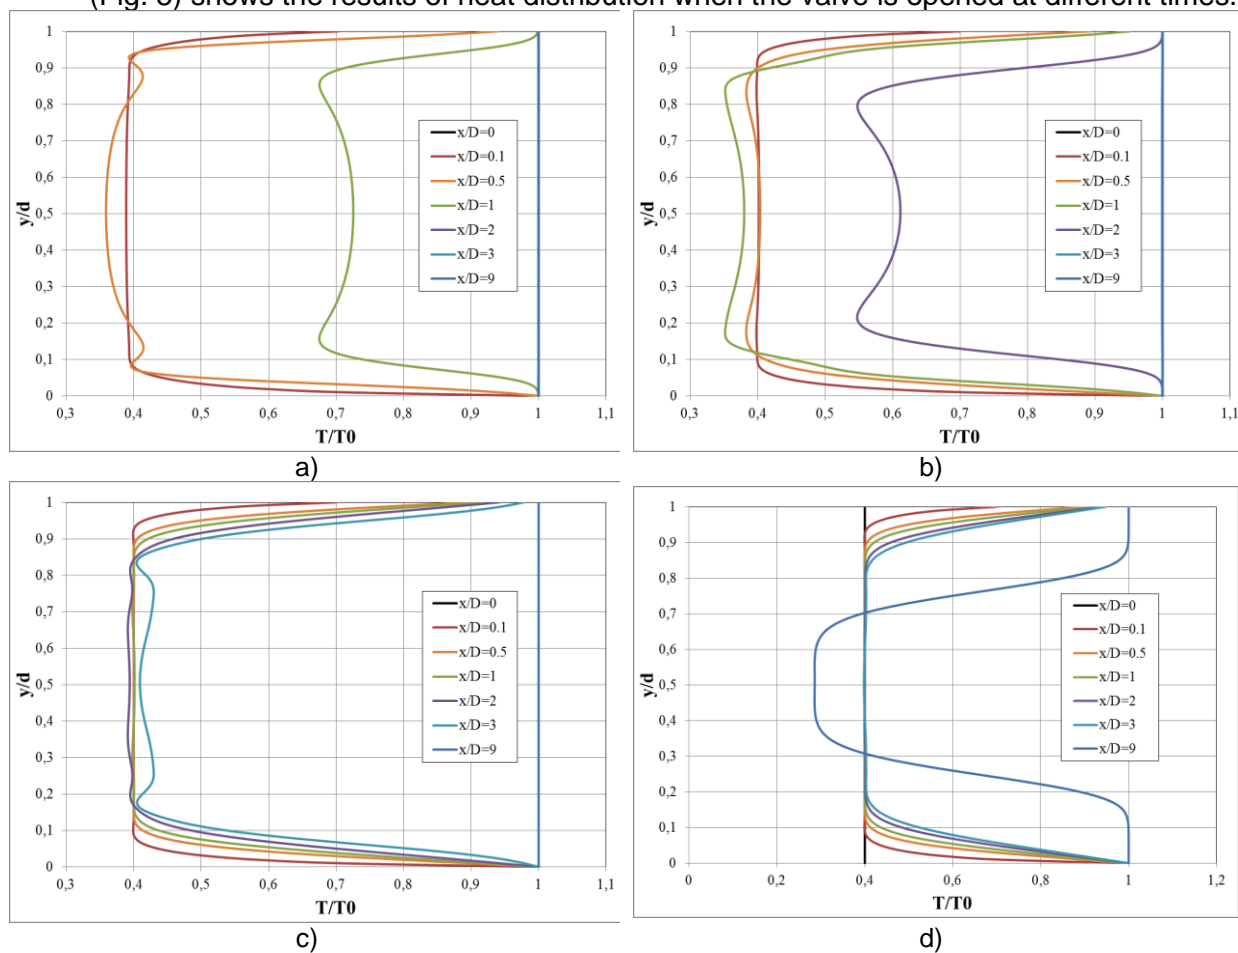 (Fig. shows the results of heat distribution when the valve is opened at different times.
1
0,9
0,8
0,7
0,6
0,5
0,4
0,3
0,2
0,1
0
y/d
x/D=0
x/D=0.1
x/D=0.5
x/D=1
x/D=2
x/D=3
x/D=9
0,3 0,4 0,5 0,6 0,7 0,8 0,9 1 1,1
T/T0
a)
1
0,9
0,8
0,7
0,6
0,5
0,4
0,3
0,2
0,1
0
y/d
x/D=0
x/D=0.1
x/D=0.5
x/D=1
x/D=2
x/D=3
x/D=9
0,3 0,4 0,5 0,6 0,7 0,8 0,9 1 1,1
T/T0
b)
1
0,9
0,8
0,7
0,6
0,5
0,4
0,3
0,2
0,1
0
y/d
x/D=0
x/D=0.1
x/D=0.5
x/D=1
x/D=2
x/D=3
x/D=9
0,3 0,4 0,5 0,6 0,7 0,8 0,9 1 1,1
T/T0
c)
1
0,9
0,8
0,7
0,6
0,5
0,4
0,3
0,2
0,1
0
y/d
x/D=0
x/D=0.1
x/D=0.5
x/D=1
x/D=2
x/D=3
x/D=9
0 0,2 0,4 0,6 0,8 1 1,2
T/T0
d)